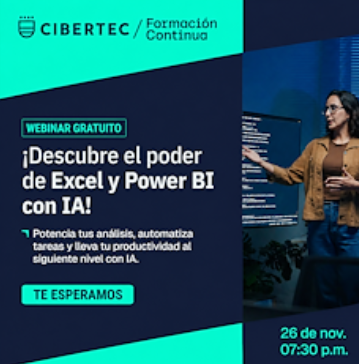 CIBERTEC / Formación
Continua
WEBINAR GRATUITO
¡Descubre el poder
de Excel y Power BI
con IA!
Potencia tus análisis, automatiza
tareas y lleva tu productividad al
siguiente nivel con IA.
TE ESPERAMOS
26 de nov.
07:30 p.m.